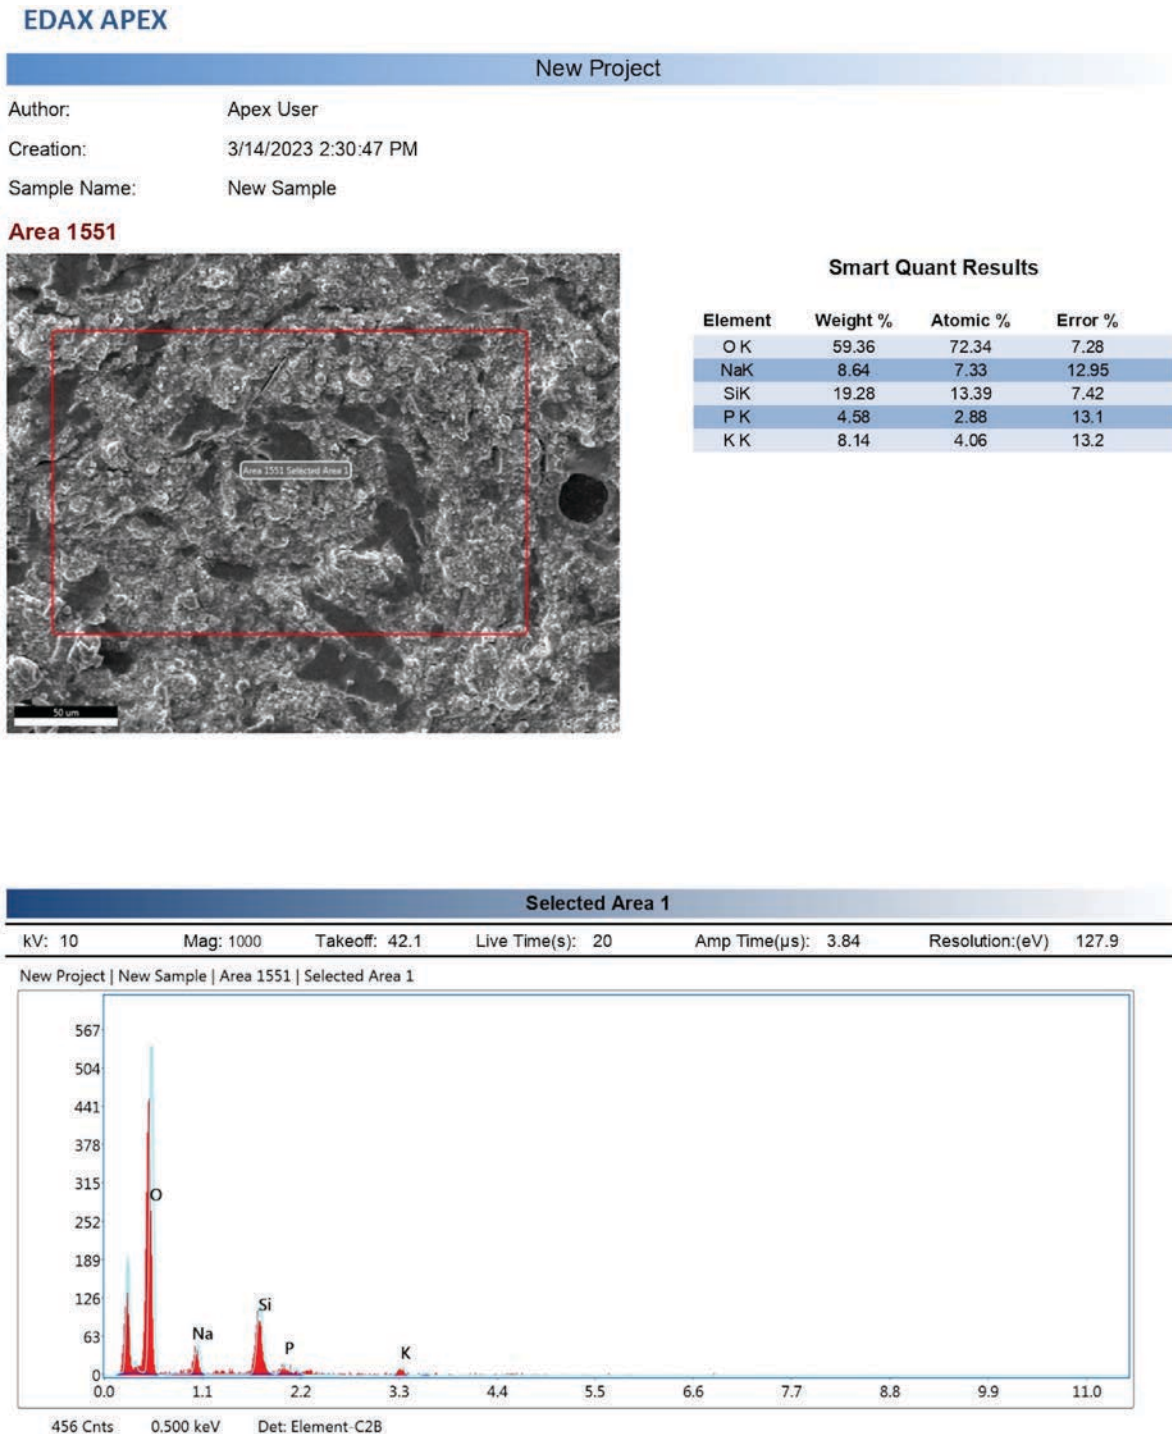 EDAX APEX
New Project
Author: Apex User
Creation: 3/14/2023 2:30:47 PM
Sample Name: New Sample
Area 1551
Area 1551 Selected Area 1
50 um
Smart Quant Results
Element Weight % Atomic % Error %
O K 59.36 72.34 7.28
NaK 8.64 7.33 12.95
SiK 19.28 13.39 7.42
P K 4.58 2.88 13.1
K K 8.14 4.06 13.2
Selected Area 1
kV: 10 Mag: 1000 Takeoff: 42.1 Live Time(s): 20 Amp Time(µs): 3.84 Resolution:(eV) 127.9
New Project | New Sample | Area 1551 | Selected Area 1
567
504
441
378
315
252
189
126
63
0
O
Na
Si
P
K
0.0 1.1 2.2 3.3 4.4 5.5 6.6 7.7 8.8 9.9 11.0
456 Cnts 0.500 keV Det: Element-C2B